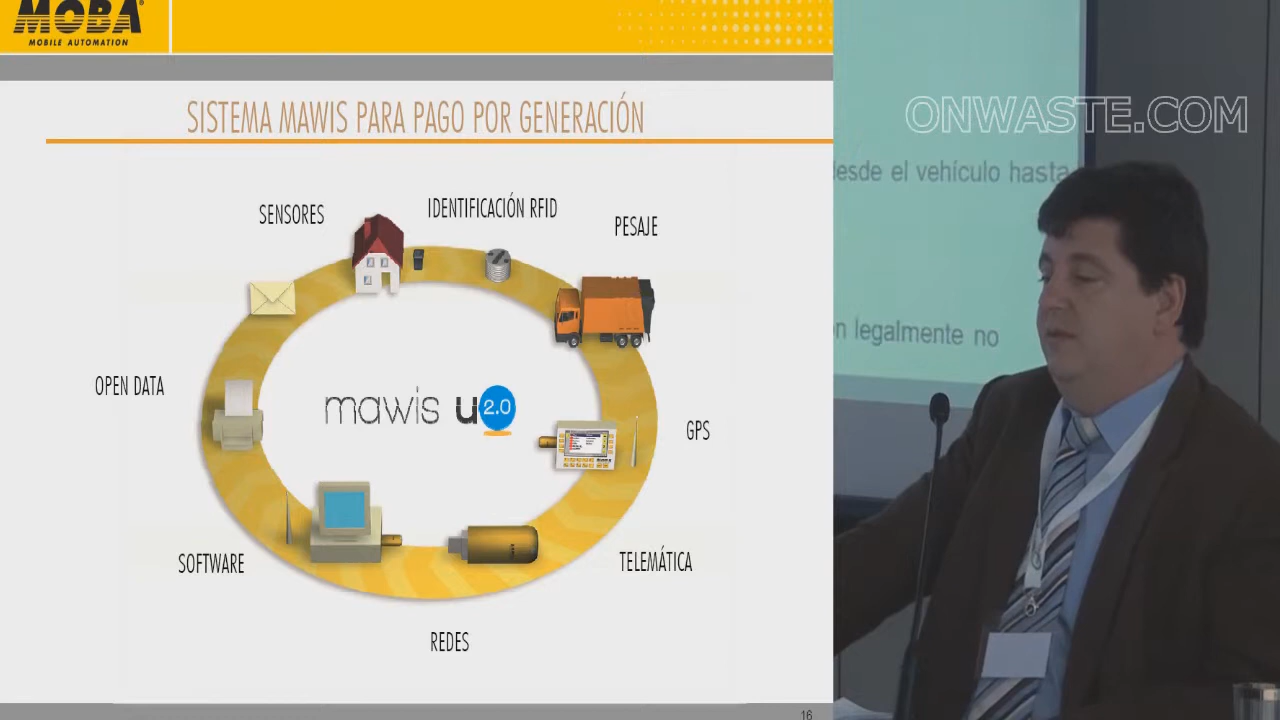 MOBA
MOBILE AUTOMATION
SISTEMA MAWIS PARA PAGO POR GENERACIÓN
SENSORES
IDENTIFICACIÓN RFID
PESAJE
OPEN DATA
mawis u 2.0
GPS
SOFTWARE
TELEMÁTICA
REDES
16
ONWASTE.COM
desde el vehículo hasta
legalmente no